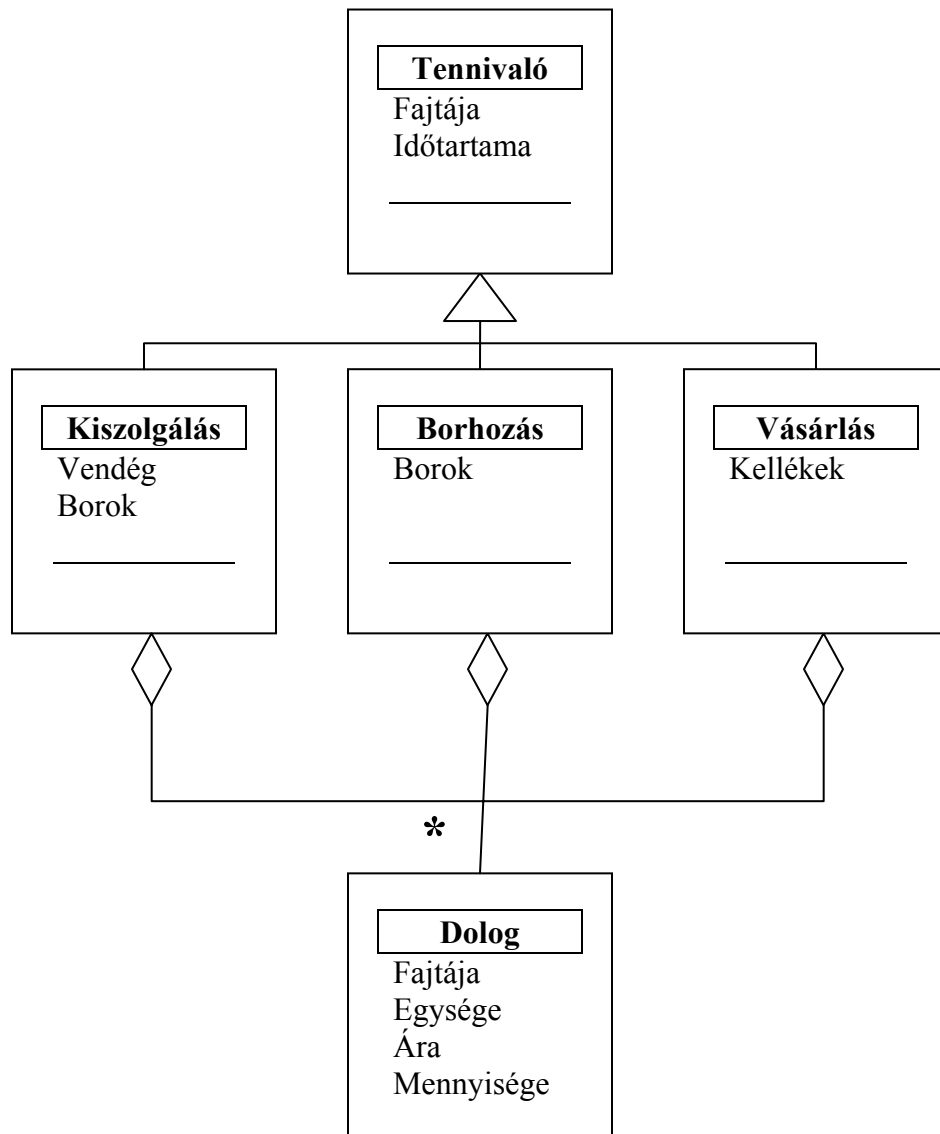 Tennivaló
Fajtája
Időtartama
Kiszolgálás
Vendég
Borok
Borhozás
Borok
Vásárlás
Kellékek
*
Dolog
Fajtája
Egysége
Ára
Mennyisége